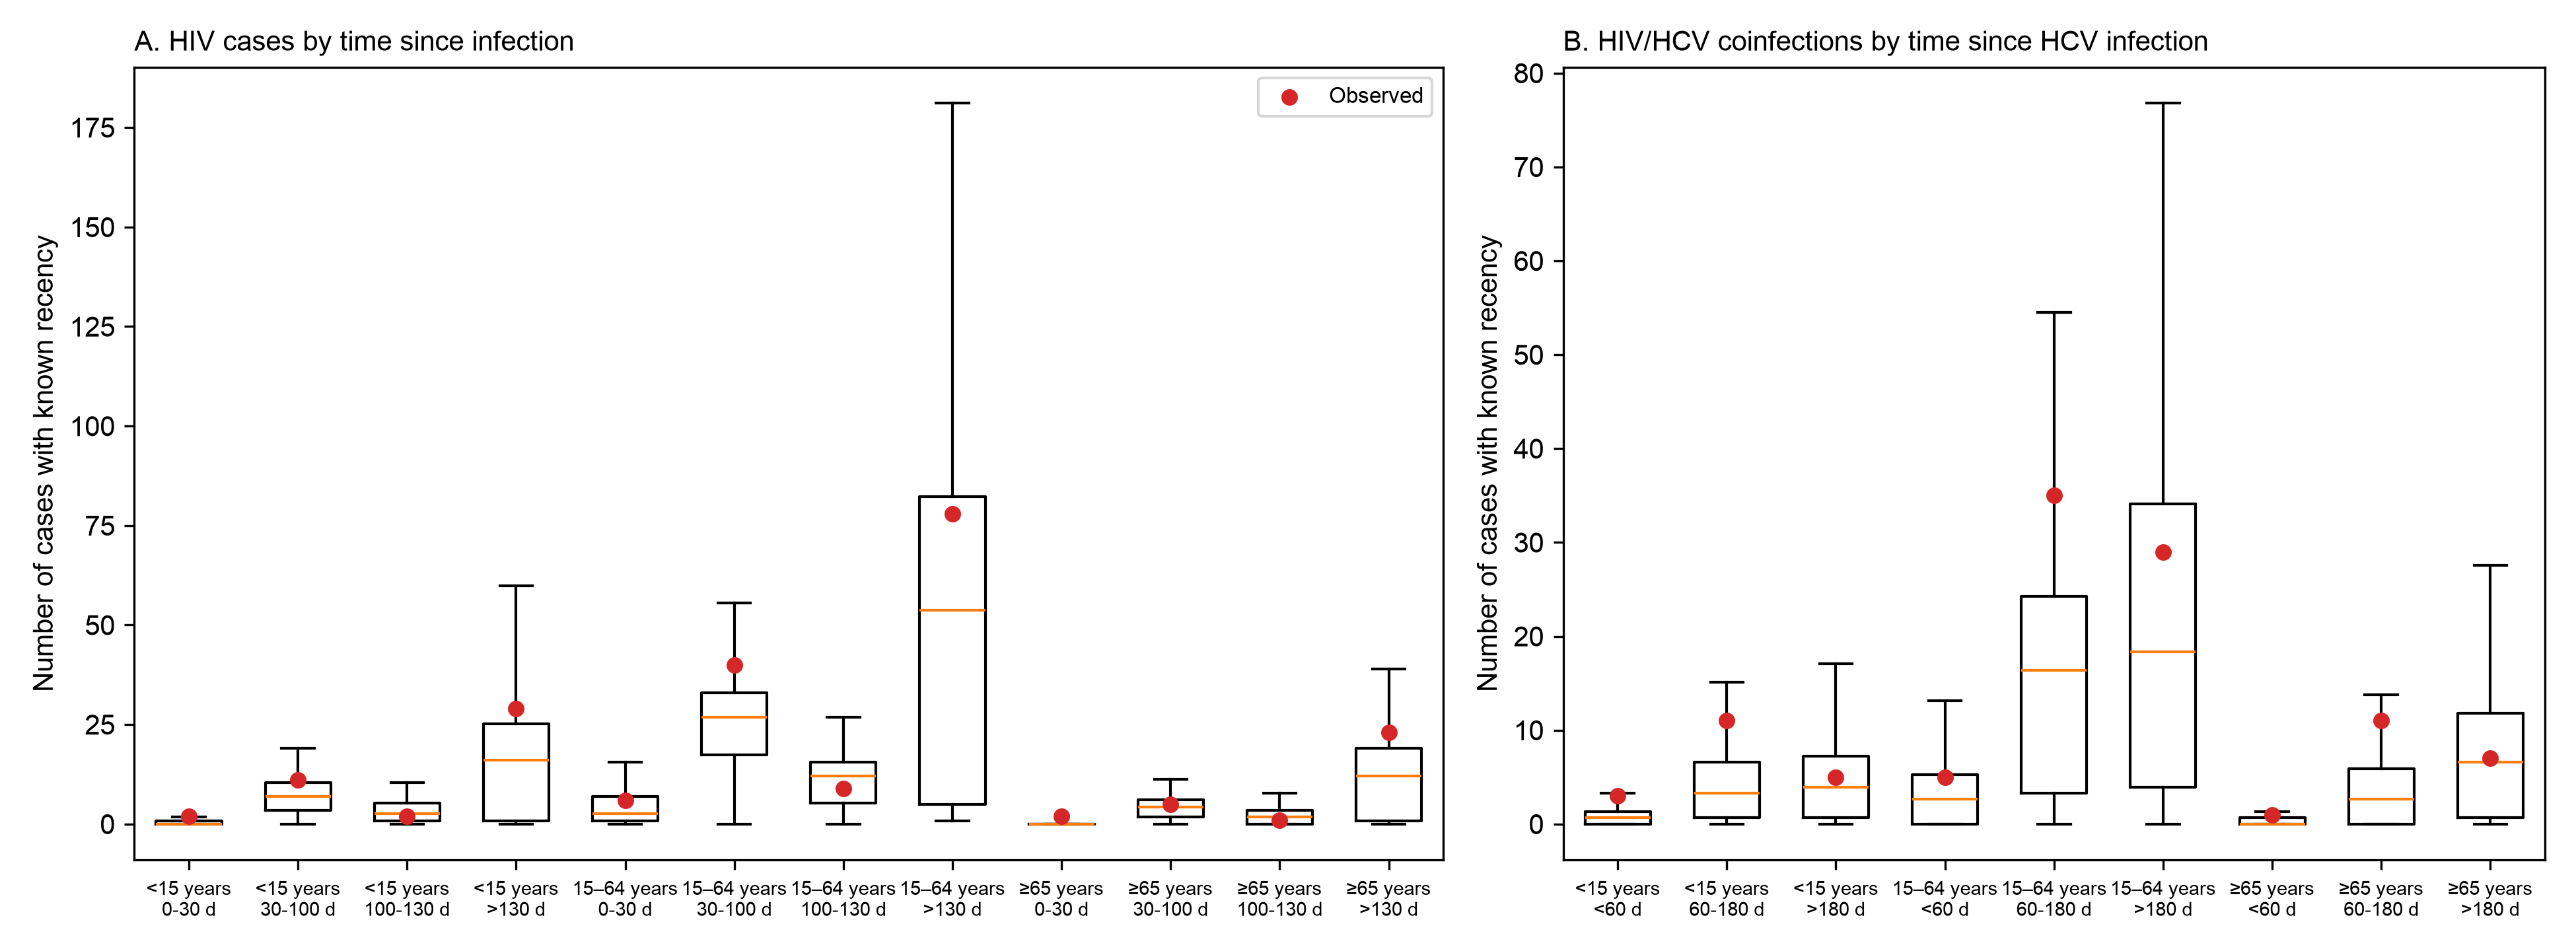 A. HIV cases by time since infection
Number of cases with known recency
175
150
125
100
75
50
25
0
Observed
<15 years
0-30 d
<15 years
30-100 d
<15 years
100-130 d
<15 years
>130 d
15–64 years
0-30 d
15–64 years
30-100 d
15–64 years
100-130 d
15–64 years
>130 d
≥65 years
0-30 d
≥65 years
30-100 d
≥65 years
100-130 d
≥65 years
>130 d
B. HIV/HCV coinfections by time since HCV infection
Number of cases with known recency
80
70
60
50
40
30
20
10
0
<15 years
<60 d
<15 years
60-180 d
<15 years
>180 d
15–64 years
<60 d
15–64 years
60-180 d
15–64 years
>180 d
≥65 years
<60 d
≥65 years
60-180 d
≥65 years
>180 d